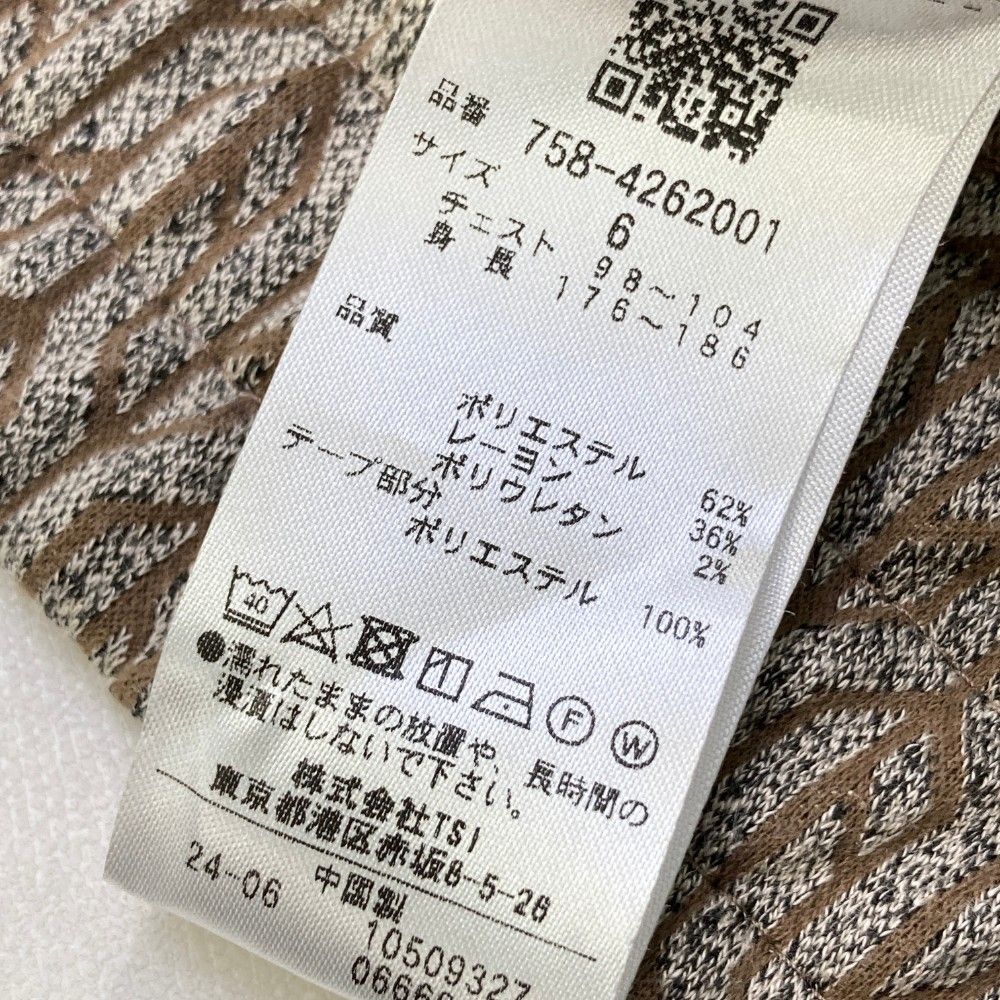 品番 758-4262001
サイズ 6
チェスト 98～104
身長 176～186
品質
ポリエステル 62%
レーヨン 36%
ポリウレタン 2%
テープ部分
ポリエステル 100%
40 F W
●濡れたままの放置や、長時間の
浸漬はしないで下さい。
株式会社TSI
東京都港区赤坂8-5-26
24-06 中国製
10509327